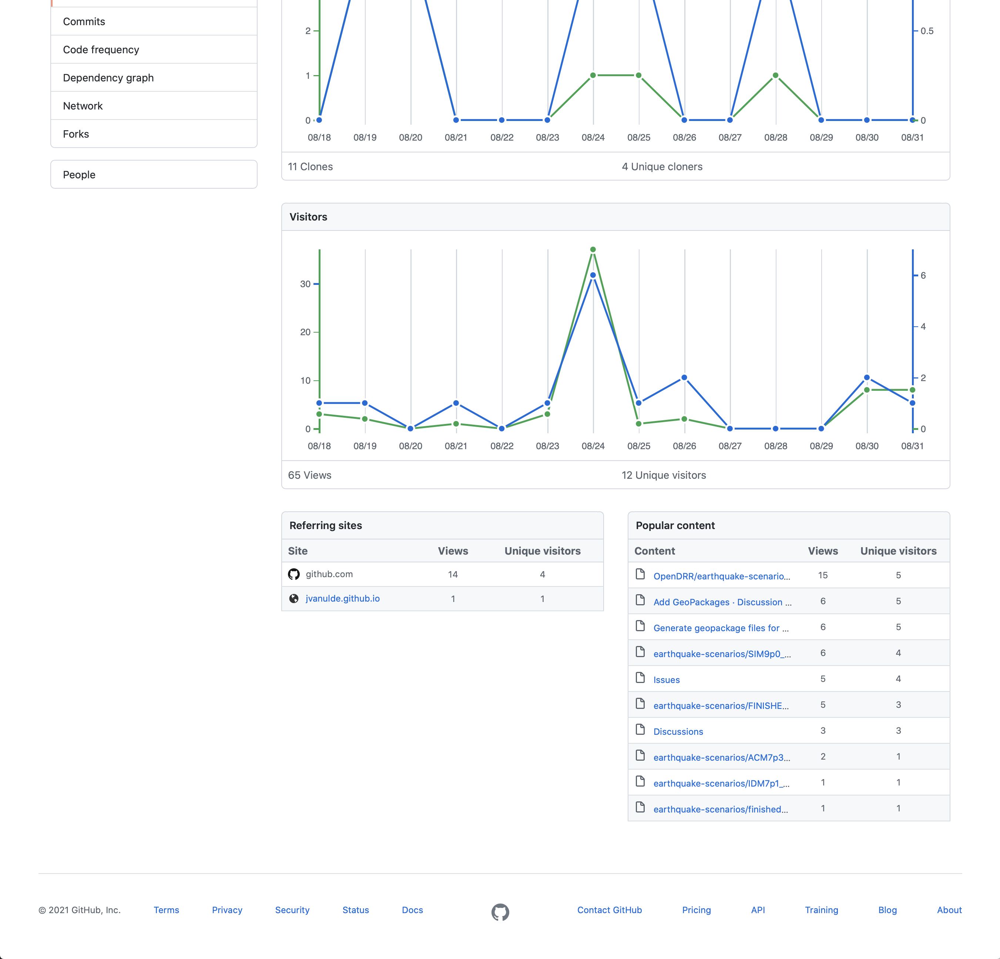 Commits
Code frequency
Dependency graph
Network
Forks
People
2
1
0
0.5
0
08/18 08/19 08/20 08/21 08/22 08/23 08/24 08/25 08/26 08/27 08/28 08/29 08/30 08/31
11 Clones 4 Unique cloners
Visitors
30
20
10
0
6
4
2
0
08/18 08/19 08/20 08/21 08/22 08/23 08/24 08/25 08/26 08/27 08/28 08/29 08/30 08/31
65 Views 12 Unique visitors
Referring sites
Site Views Unique visitors
github.com 14 4
jvanulde.github.io 1 1
Popular content
Content Views Unique visitors
OpenDRR/earthquake-scenario... 15 5
Add GeoPackages · Discussion ... 6 5
Generate geopackage files for ... 6 5
earthquake-scenarios/SIM9p0_... 6 4
Issues 5 4
earthquake-scenarios/FINISHE... 5 3
Discussions 3 3
earthquake-scenarios/ACM7p3... 2 1
earthquake-scenarios/IDM7p1_... 1 1
earthquake-scenarios/finished... 1 1
© 2021 GitHub, Inc. Terms Privacy Security Status Docs Contact GitHub Pricing API Training Blog About